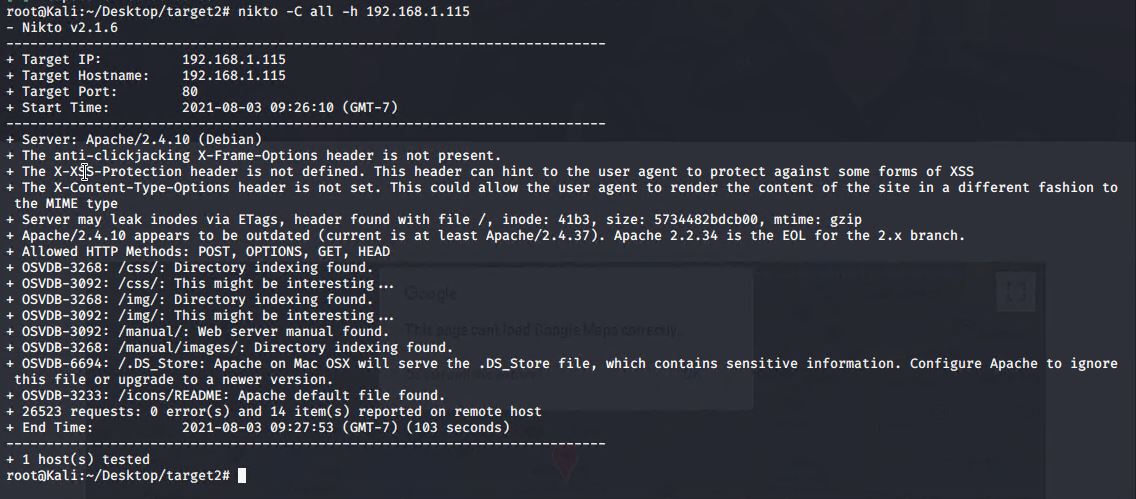 root@Kali:~/Desktop/target2# nikto -C all -h 192.168.1.115
- Nikto v2.1.6
---------------------------------------------------------------------------
+ Target IP:          192.168.1.115
+ Target Hostname:    192.168.1.115
+ Target Port:        80
+ Start Time:         2021-08-03 09:26:10 (GMT-7)
---------------------------------------------------------------------------
+ Server: Apache/2.4.10 (Debian)
+ The anti-clickjacking X-Frame-Options header is not present.
+ The X-XSS-Protection header is not defined. This header can hint to the user agent to protect against some forms of XSS
+ The X-Content-Type-Options header is not set. This could allow the user agent to render the content of the site in a different fashion to
the MIME type
+ Server may leak inodes via ETags, header found with file /, inode: 41b3, size: 5734482bdcb00, mtime: gzip
+ Apache/2.4.10 appears to be outdated (current is at least Apache/2.4.37). Apache 2.2.34 is the EOL for the 2.x branch.
+ Allowed HTTP Methods: POST, OPTIONS, GET, HEAD
+ OSVDB-3268: /css/: Directory indexing found.
+ OSVDB-3092: /css/: This might be interesting...
+ OSVDB-3268: /img/: Directory indexing found.
+ OSVDB-3092: /img/: This might be interesting...
+ OSVDB-3092: /manual/: Web server manual found.
+ OSVDB-3268: /manual/images/: Directory indexing found.
+ OSVDB-6694: /.DS_Store: Apache on Mac OSX will serve the .DS_Store file, which contains sensitive information. Configure Apache to ignore
this file or upgrade to a newer version.
+ OSVDB-3233: /icons/README: Apache default file found.
+ 26523 requests: 0 error(s) and 14 item(s) reported on remote host
+ End Time:           2021-08-03 09:27:53 (GMT-7) (103 seconds)
---------------------------------------------------------------------------
+ 1 host(s) tested
root@Kali:~/Desktop/target2#
Google
This page can't load Google Maps correctly.